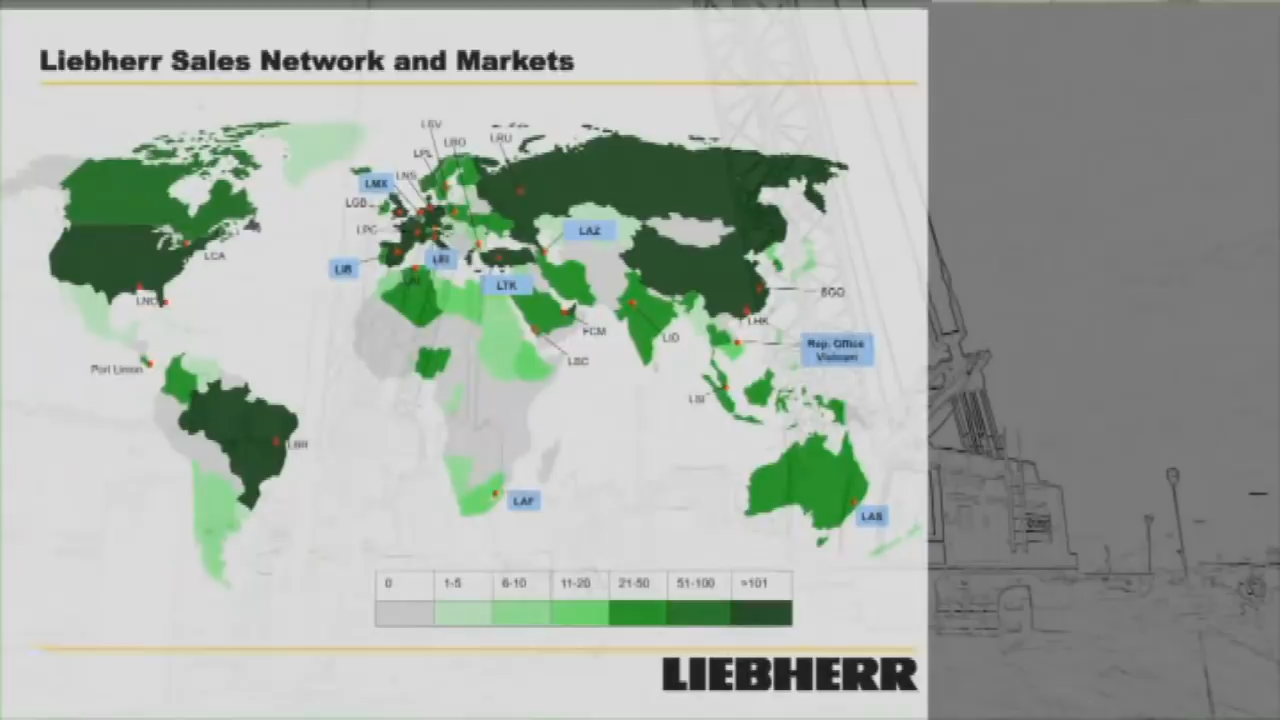 Liebherr Sales Network and Markets
LSV
LBO
LRU
LPL
LNS
LMX
LGB
LPC
LAZ
LIB
LTK
LCA
LNC
SGO
LHK
FCM
LSC
LID
Rep. Office
Vietnam
Port Limon
LSI
LBR
LAF
LAS
0 1-5 6-10 11-20 21-50 51-100 >101
LIEBHERR